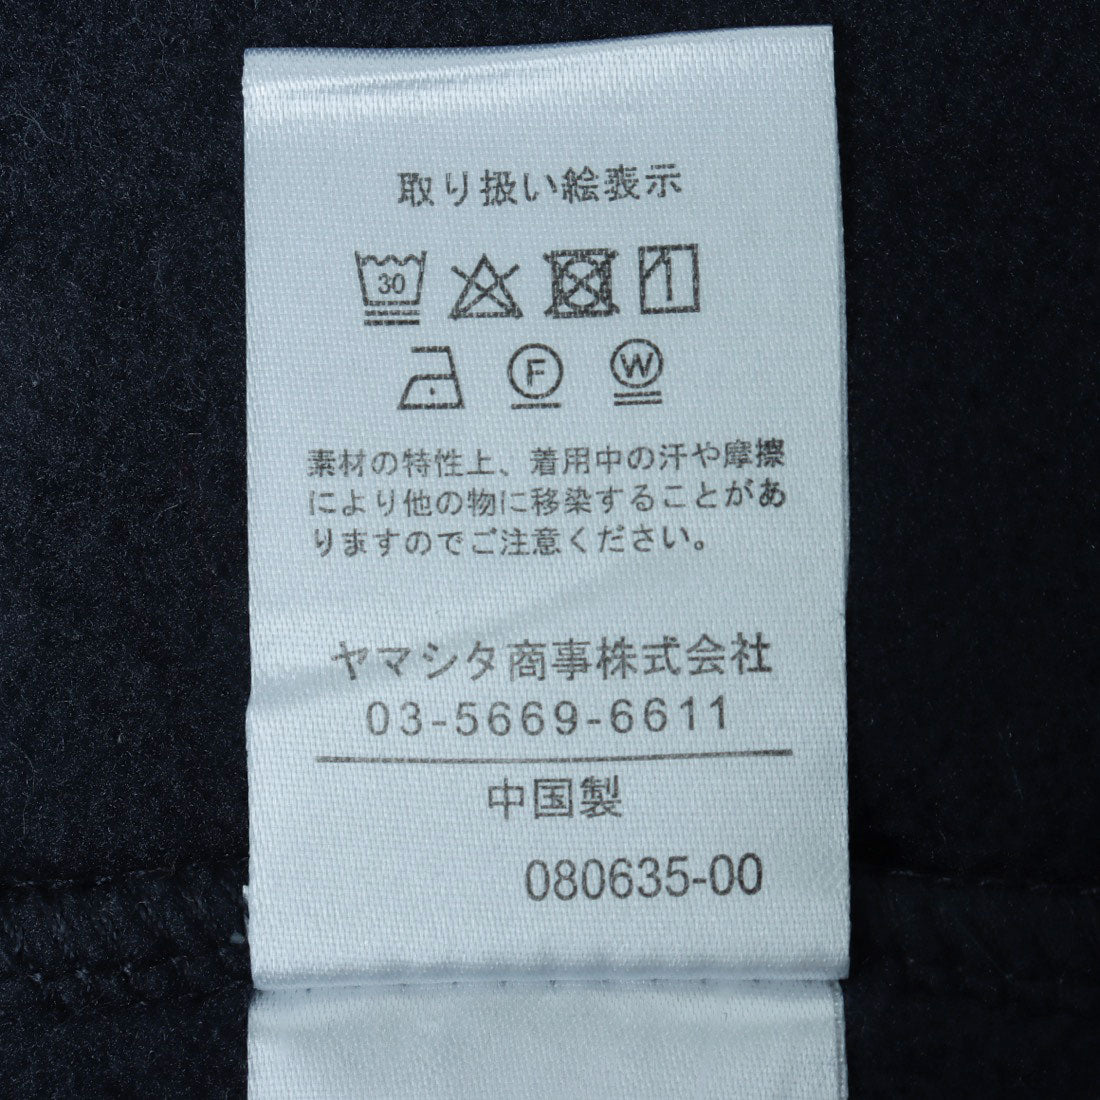 取り扱い絵表示
30
F W
素材の特性上、着用中の汗や摩擦
により他の物に移染することがあ
りますのでご注意ください。
ヤマシタ商事株式会社
03-5669-6611
中国製
080635-00